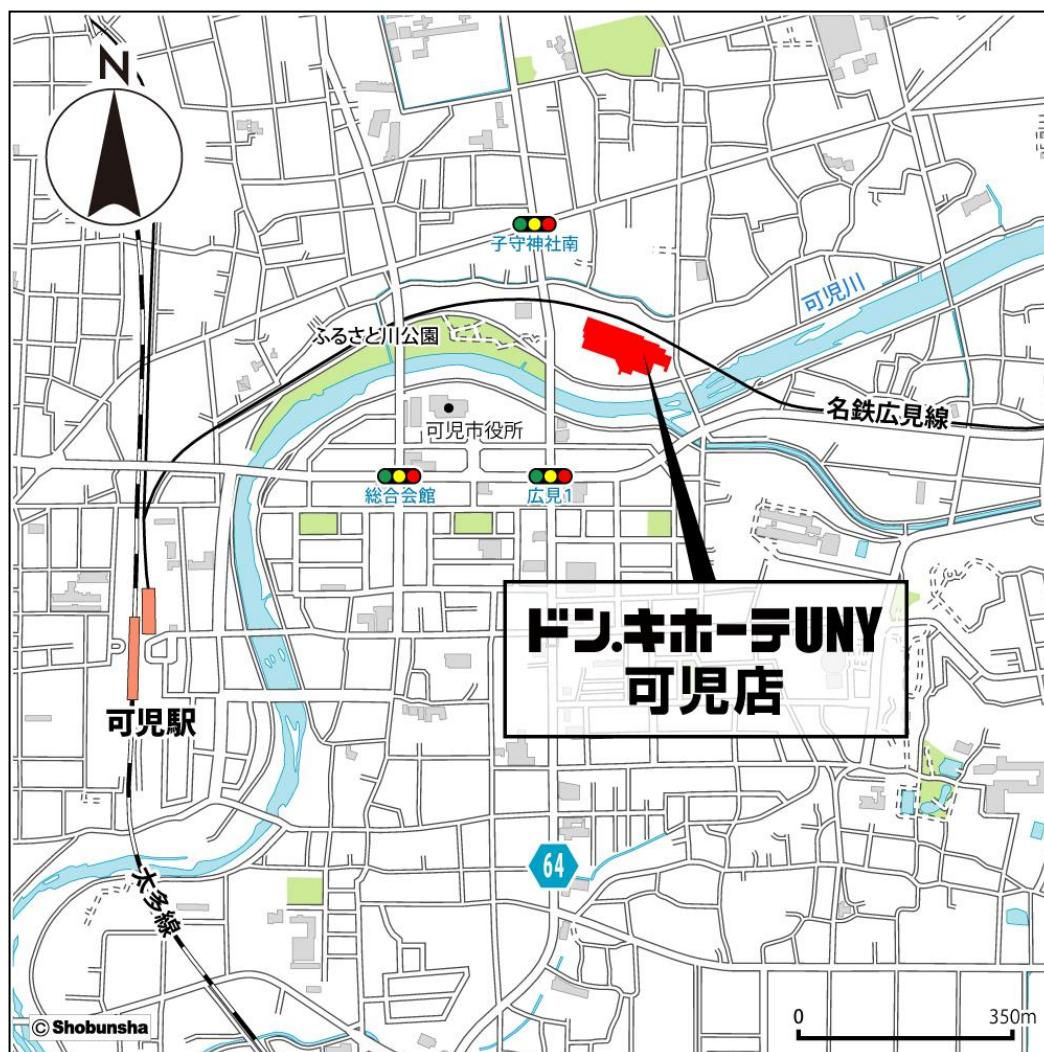 N
子守神社南
可児川
ふるさと川公園
名鉄広見線
可児市役所
総合会館
広見1
ドン.キホーテUNY
可児店
可児駅
64
太多線
© Shobunsha
0 350m